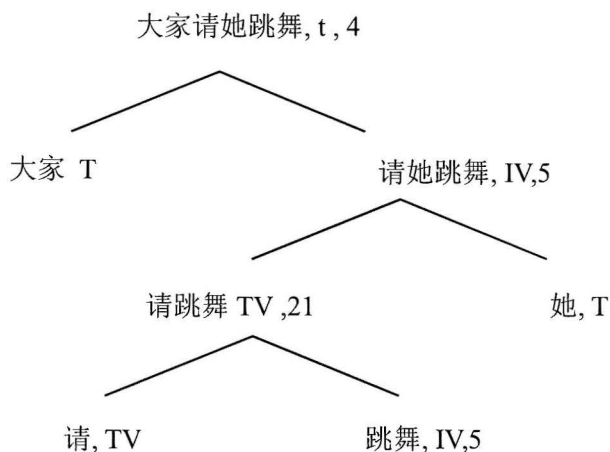 大家请她跳舞, t , 4
大家 T
请她跳舞, IV,5
请跳舞 TV ,21
她, T
请, TV
跳舞, IV,5